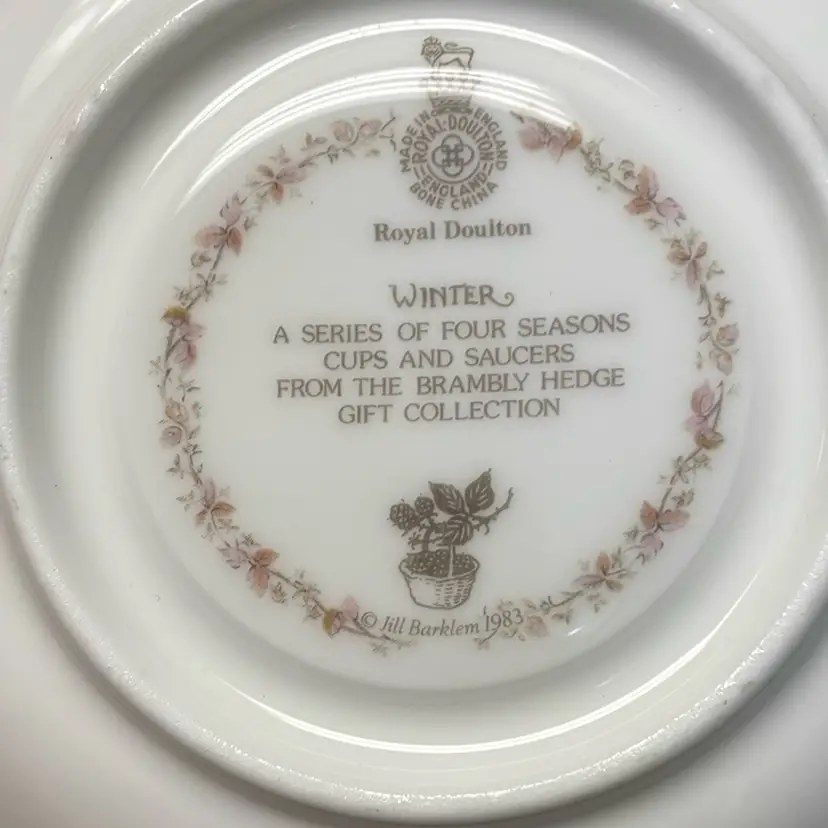 MADE IN ENGLAND
ROYAL·DOULTON
ENGLAND
BONE CHINA
Royal Doulton
WINTER
A SERIES OF FOUR SEASONS
CUPS AND SAUCERS
FROM THE BRAMBLY HEDGE
GIFT COLLECTION
© Jill Barklem 1983